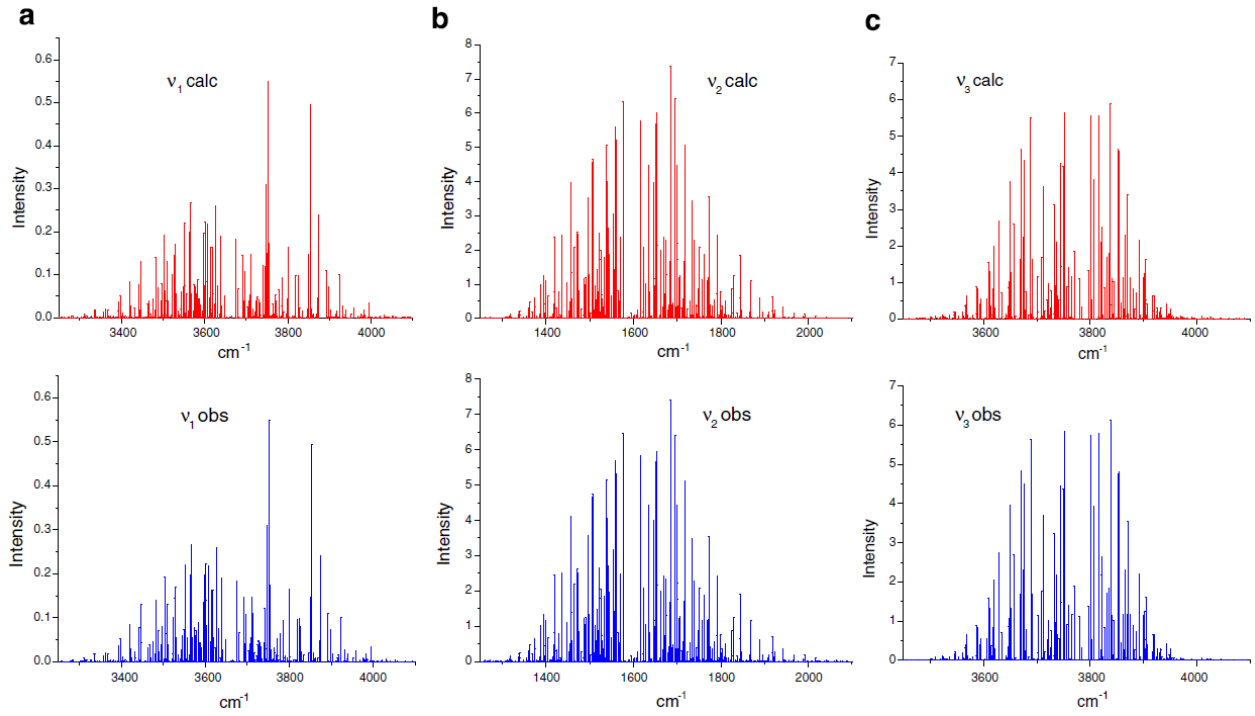 a
ν1 calc
Intensity
0.6
0.5
0.4
0.3
0.2
0.1
0.0
3400 3600 3800 4000
cm-1
b
ν2 calc
Intensity
8
7
6
5
4
3
2
1
0
1400 1600 1800 2000
cm-1
c
ν3 calc
Intensity
7
6
5
4
3
2
1
0
3600 3800 4000
cm-1
ν1 obs
Intensity
0.6
0.5
0.4
0.3
0.2
0.1
0.0
3400 3600 3800 4000
cm-1
ν2 obs
Intensity
8
7
6
5
4
3
2
1
0
1400 1600 1800 2000
cm-1
ν3 obs
Intensity
7
6
5
4
3
2
1
0
3600 3800 4000
cm-1